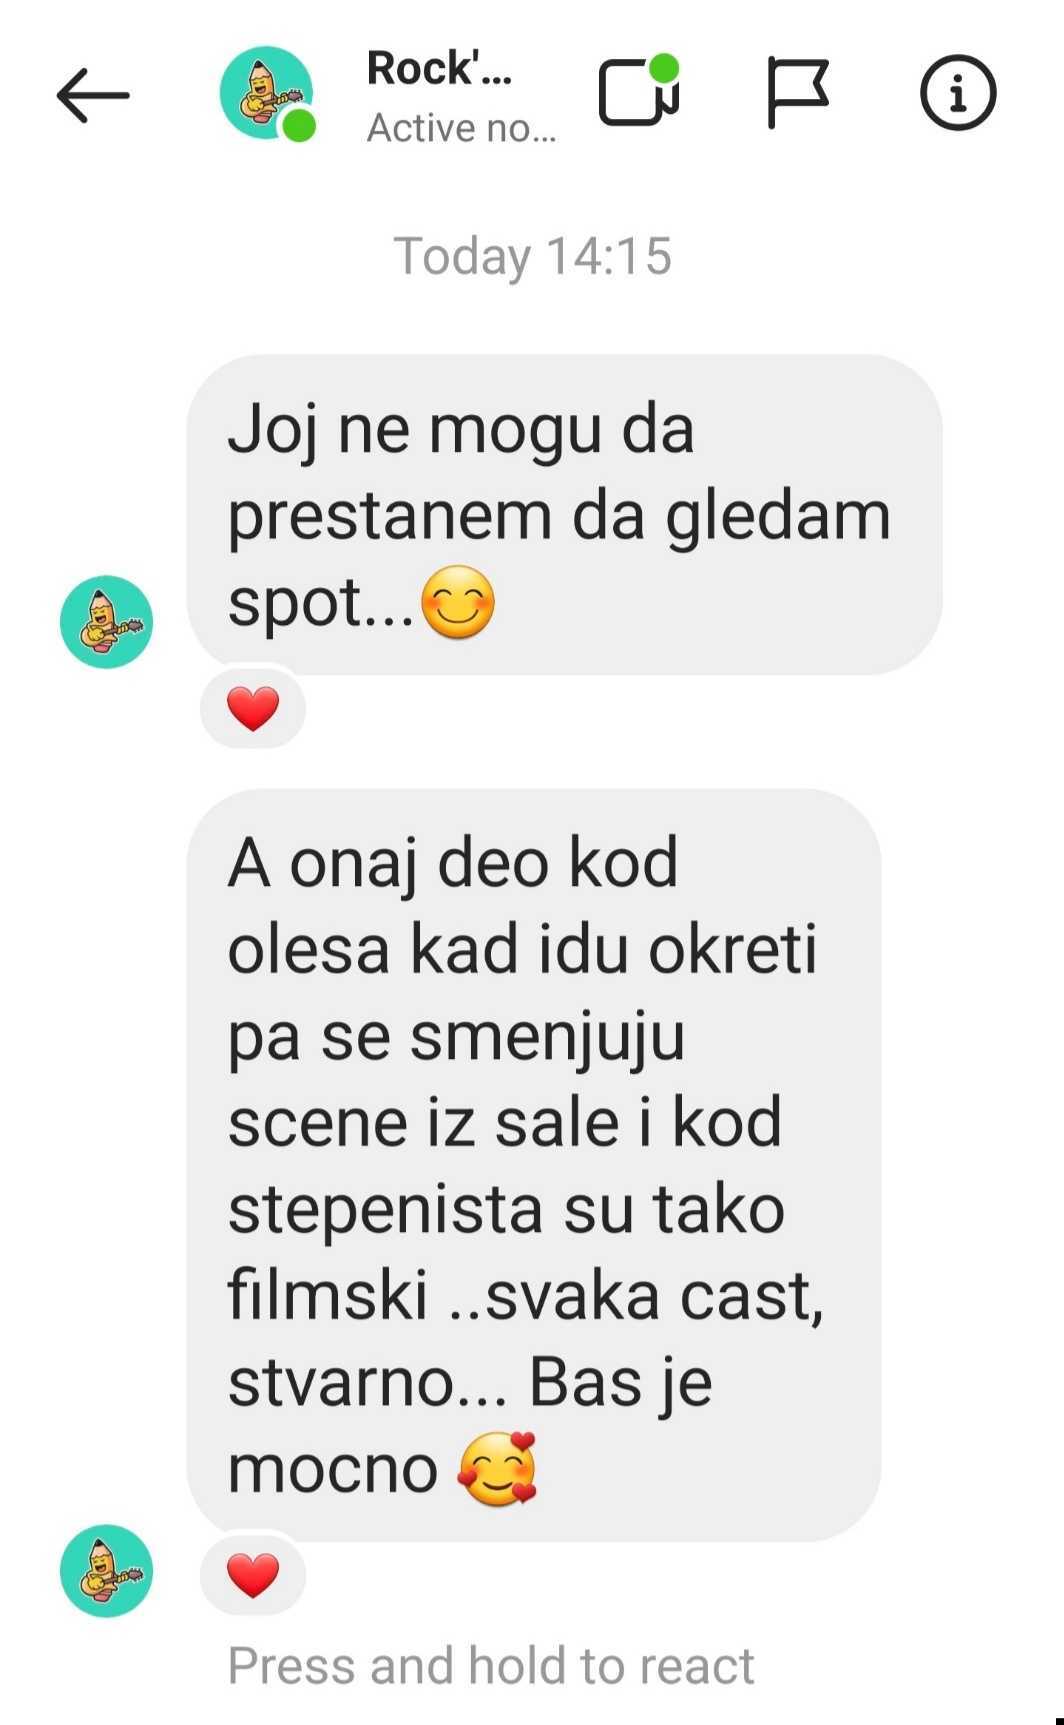 Rock'...
Active no...
Today 14:15
Joj ne mogu da
prestanem da gledam
spot...😊
❤️
A onaj deo kod
olesa kad idu okreti
pa se smenjuju
scene iz sale i kod
stepenista su tako
filmski ..svaka cast,
stvarno... Bas je
mocno 🥰
❤️
Press and hold to react